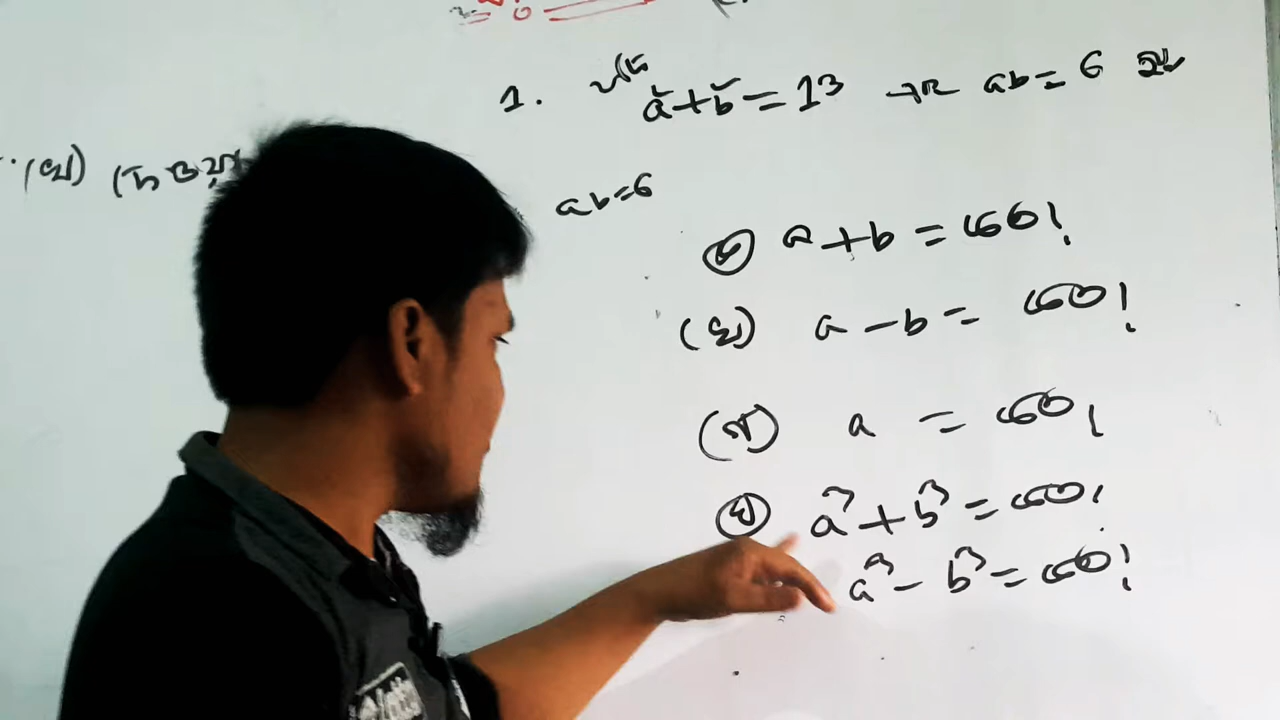 = 0
1. যদি a²+b²=13 এবং ab=6 হয়
(খ)
ab=6
(ক) a+b = কত!
(খ) a-b = কত!
(গ) a = কত!
(ঘ) a³+b³ = কত!
a³-b³ = কত!